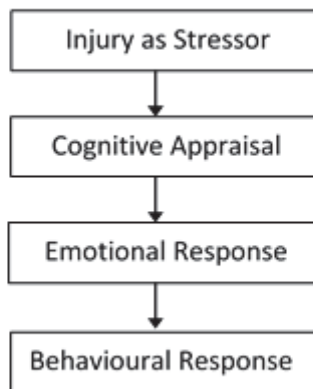 Injury as Stressor
Cognitive Appraisal
Emotional Response
Behavioural Response